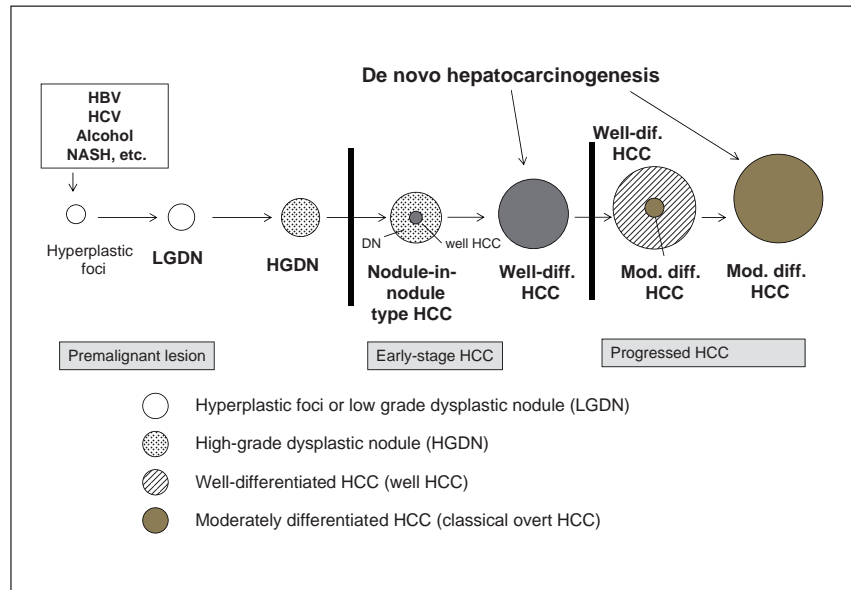 De novo hepatocarcinogenesis
HBV
HCV
Alcohol
NASH, etc.
Well-dif.
HCC
DN
well HCC
Hyperplastic
foci
LGDN
HGDN
Nodule-in-
nodule
type HCC
Well-diff.
HCC
Mod. diff.
HCC
Mod. diff.
HCC
Premalignant lesion
Early-stage HCC
Progressed HCC
Hyperplastic foci or low grade dysplastic nodule (LGDN)
High-grade dysplastic nodule (HGDN)
Well-differentiated HCC (well HCC)
Moderately differentiated HCC (classical overt HCC)